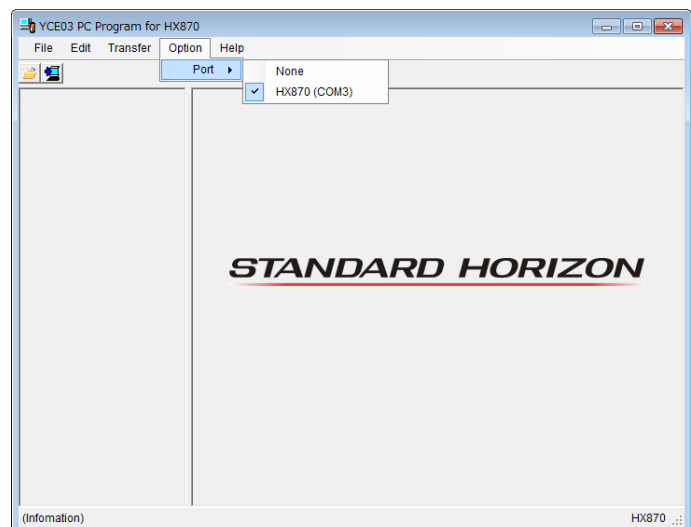 YCE03 PC Program for HX870
File Edit Transfer Option Help
Port
None
HX870 (COM3)
STANDARD HORIZON
(Infomation) HX870